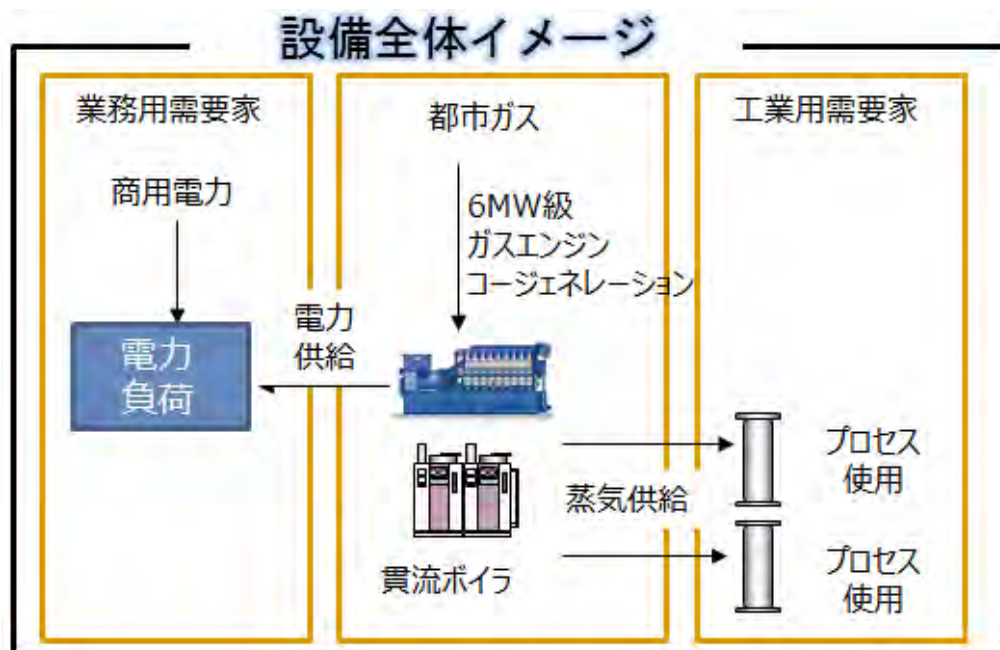 設備全体イメージ
業務用需要家
商用電力
電力
負荷
電力
供給
都市ガス
6MW級
ガスエンジン
コージェネレーション
貫流ボイラ
蒸気供給
工業用需要家
プロセス
使用
プロセス
使用